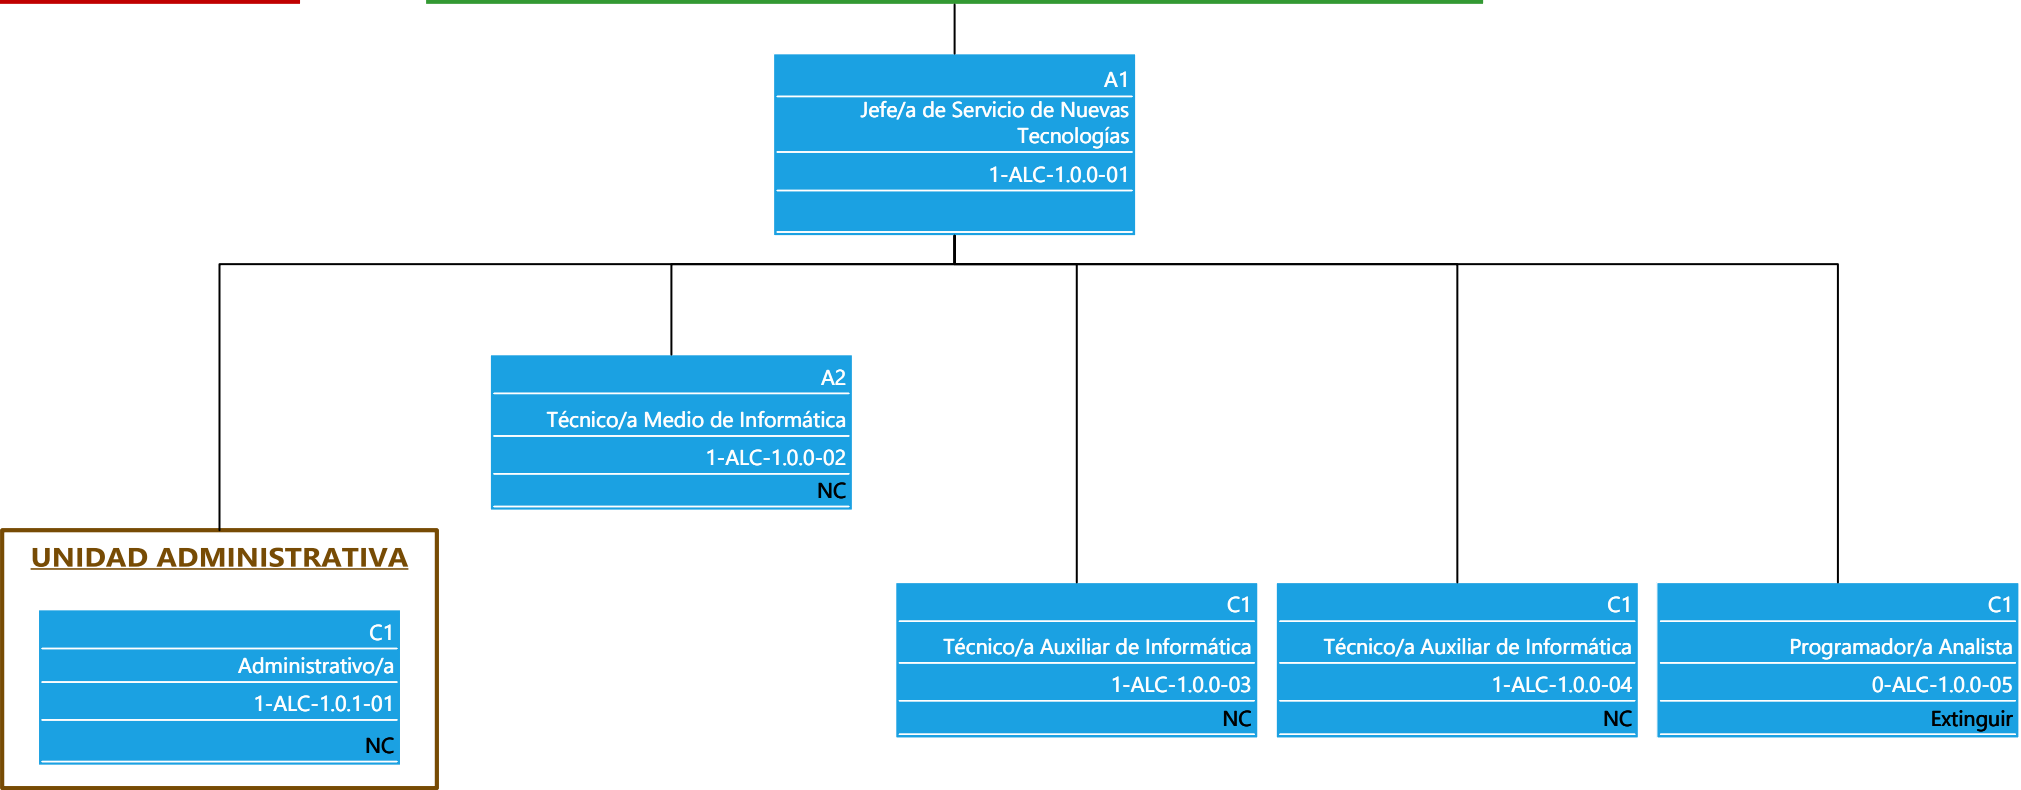 A1
Jefe/a de Servicio de Nuevas
Tecnologías
1-ALC-1.0.0-01
A2
Técnico/a Medio de Informática
1-ALC-1.0.0-02
NC
UNIDAD ADMINISTRATIVA
C1
Administrativo/a
1-ALC-1.0.1-01
NC
C1
Técnico/a Auxiliar de Informática
1-ALC-1.0.0-03
NC
C1
Técnico/a Auxiliar de Informática
1-ALC-1.0.0-04
NC
C1
Programador/a Analista
0-ALC-1.0.0-05
Extinguir